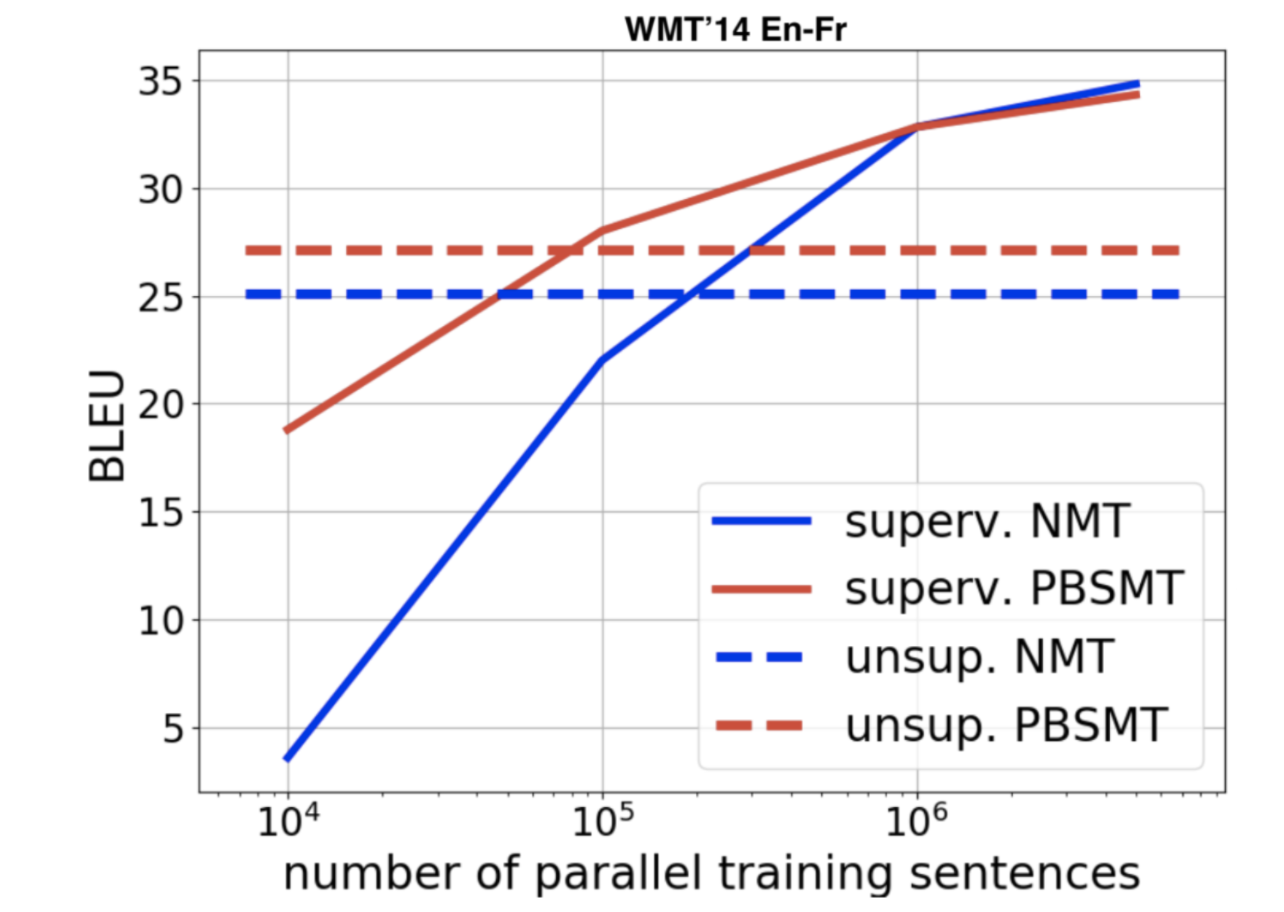 WMT’14 En-Fr
35
30
25
20
15
10
5
BLEU
superv. NMT
superv. PBSMT
unsup. NMT
unsup. PBSMT
10⁴ 10⁵ 10⁶
number of parallel training sentences